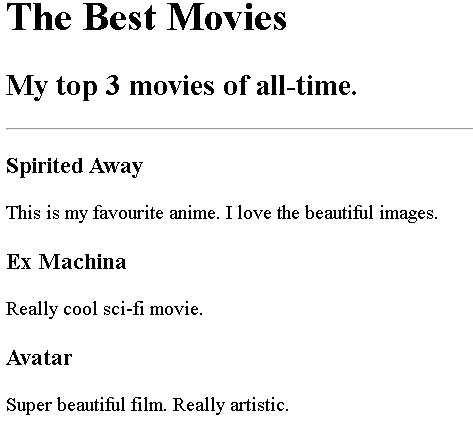 The Best Movies
My top 3 movies of all-time.
Spirited Away
This is my favourite anime. I love the beautiful images.
Ex Machina
Really cool sci-fi movie.
Avatar
Super beautiful film. Really artistic.